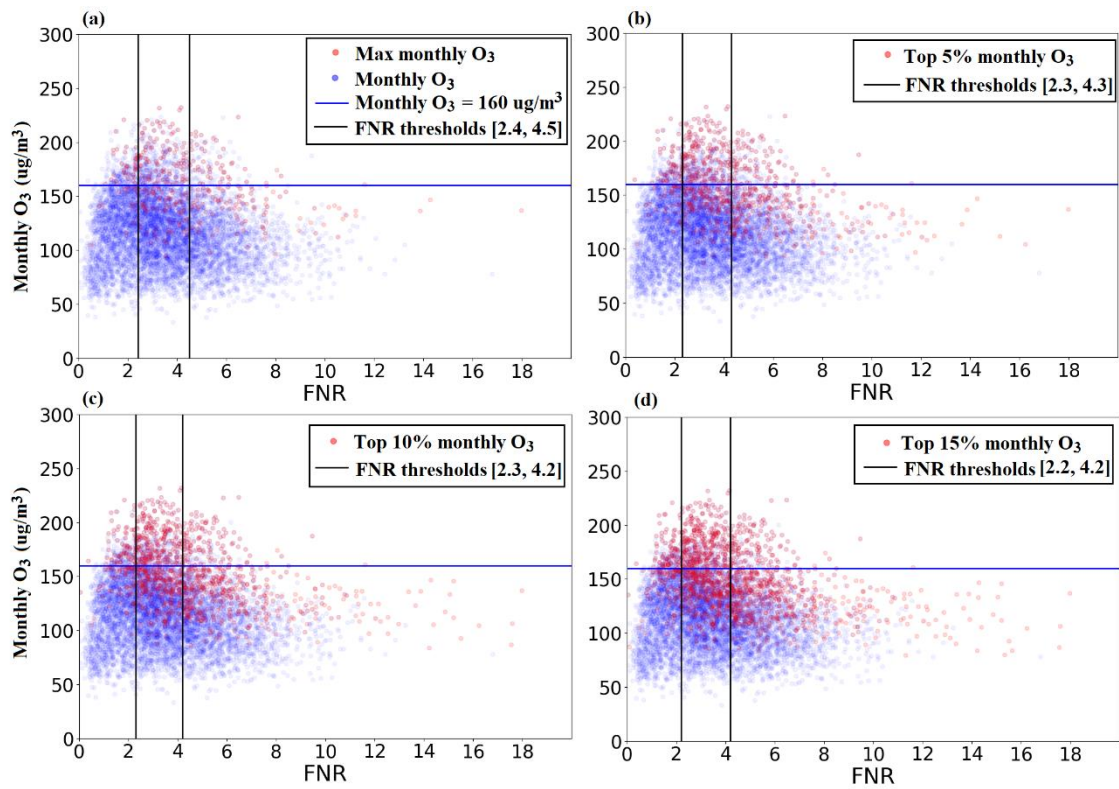 (a)
300
250
200
150
100
50
0
Monthly O₃ (ug/m³)
Max monthly O₃
Monthly O₃
Monthly O₃ = 160 ug/m³
FNR thresholds [2.4, 4.5]
0 2 4 6 8 10 12 14 16 18
FNR
(b)
300
250
200
150
100
50
0
Top 5% monthly O₃
FNR thresholds [2.3, 4.3]
0 2 4 6 8 10 12 14 16 18
FNR
(c)
300
250
200
150
100
50
0
Monthly O₃ (ug/m³)
Top 10% monthly O₃
FNR thresholds [2.3, 4.2]
0 2 4 6 8 10 12 14 16 18
FNR
(d)
300
250
200
150
100
50
0
Top 15% monthly O₃
FNR thresholds [2.2, 4.2]
0 2 4 6 8 10 12 14 16 18
FNR